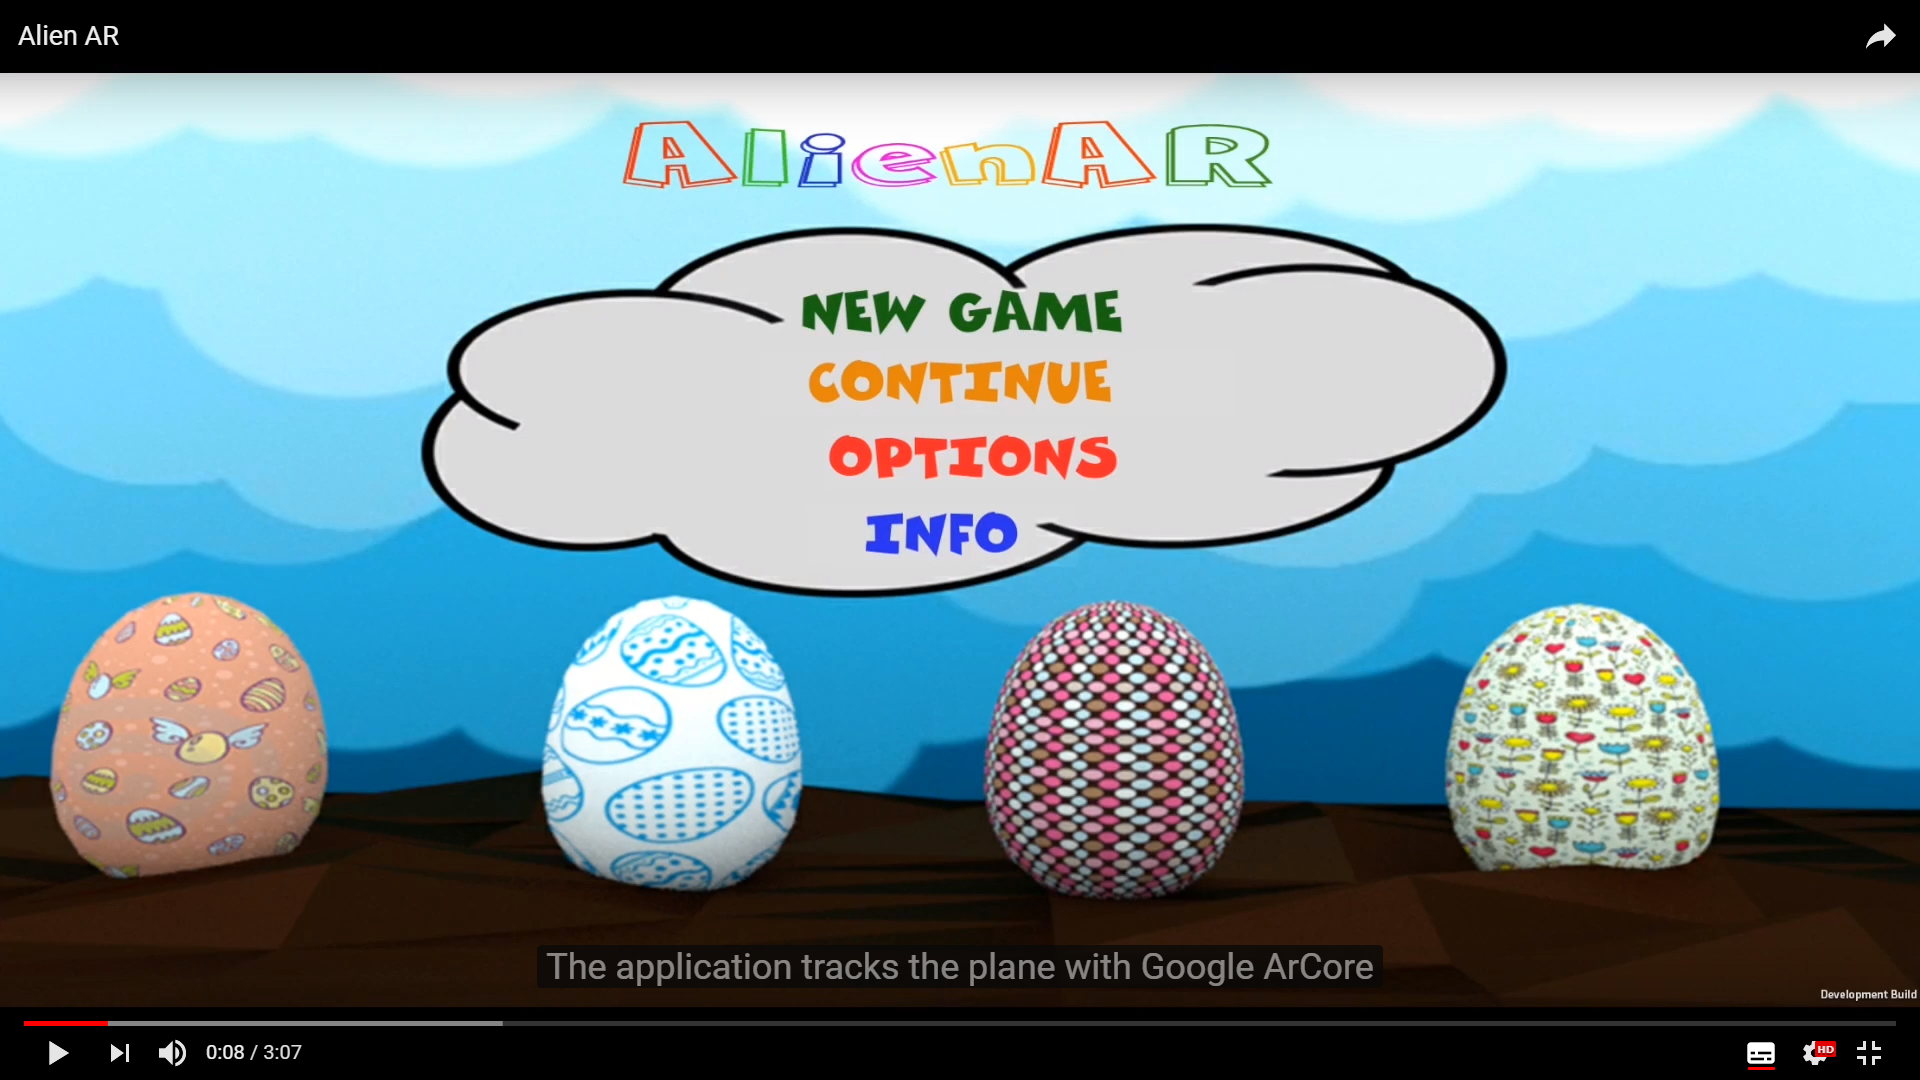 Alien AR
AlienAR
NEW GAME
CONTINUE
OPTIONS
INFO
The application tracks the plane with Google ArCore
Development Build
0:08 / 3:07
HD